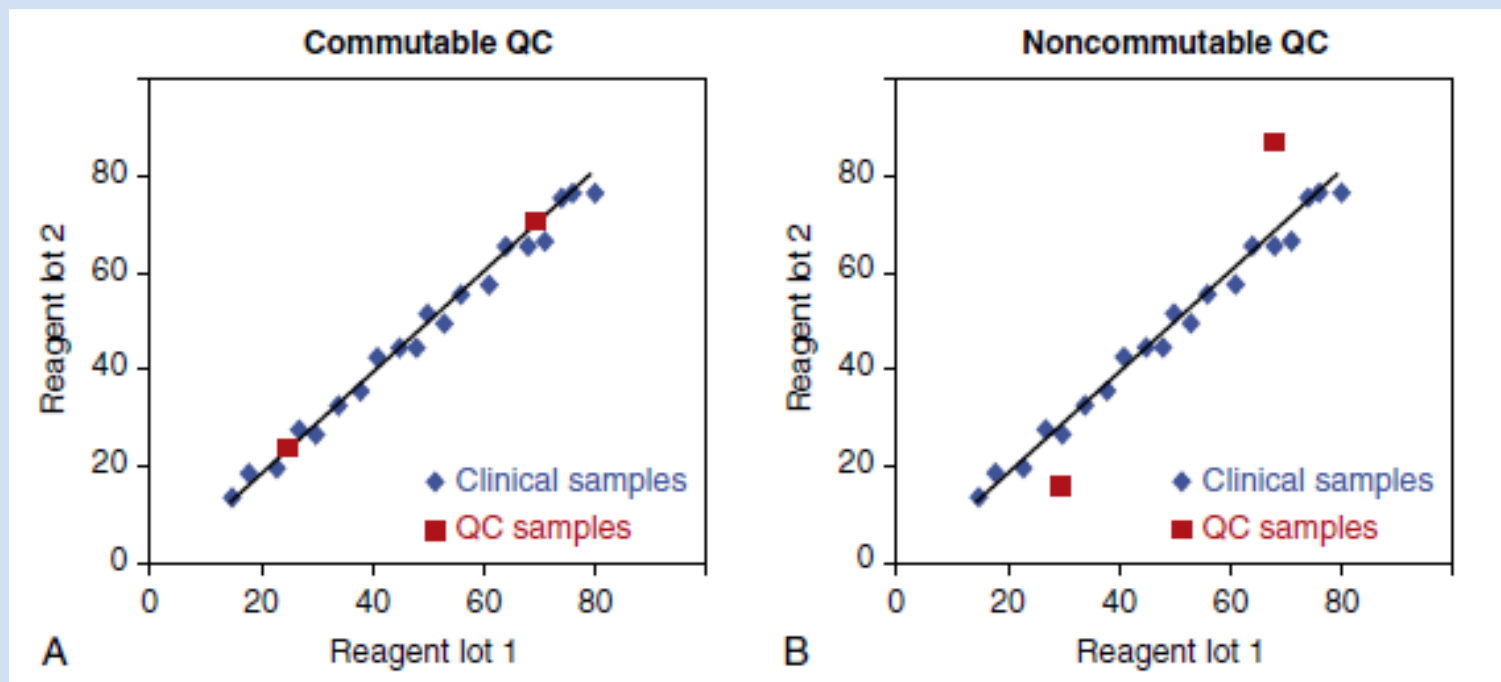 Commutable QC
80
60
40
20
0
Reagent lot 2
Clinical samples
QC samples
0 20 40 60 80
Reagent lot 1
A
Noncommutable QC
80
60
40
20
0
Reagent lot 2
Clinical samples
QC samples
0 20 40 60 80
Reagent lot 1
B